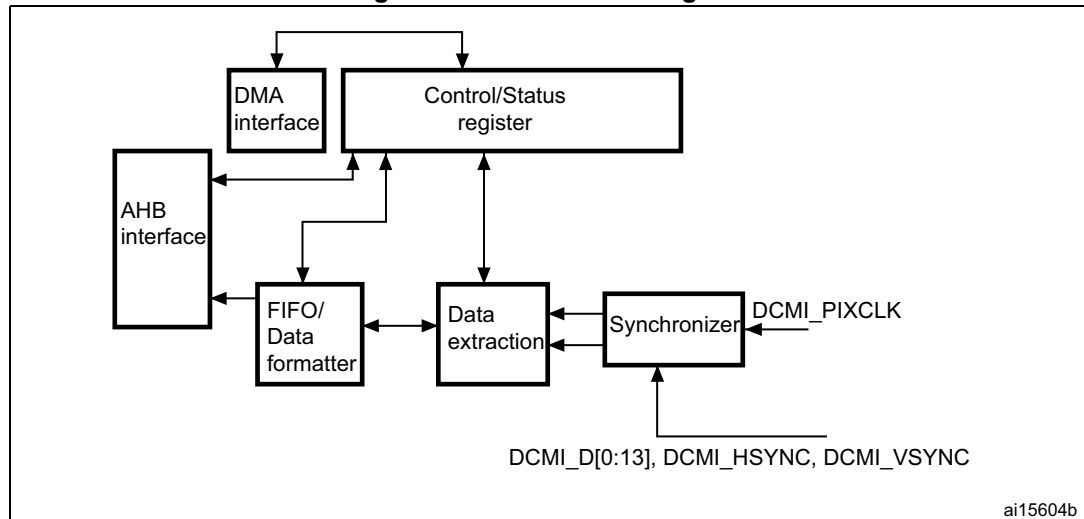 DMA
interface
Control/Status
register
AHB
interface
FIFO/
Data
formatter
Data
extraction
Synchronizer
DCMI_PIXCLK
DCMI_D[0:13], DCMI_HSYNC, DCMI_VSYNC
ai15604b